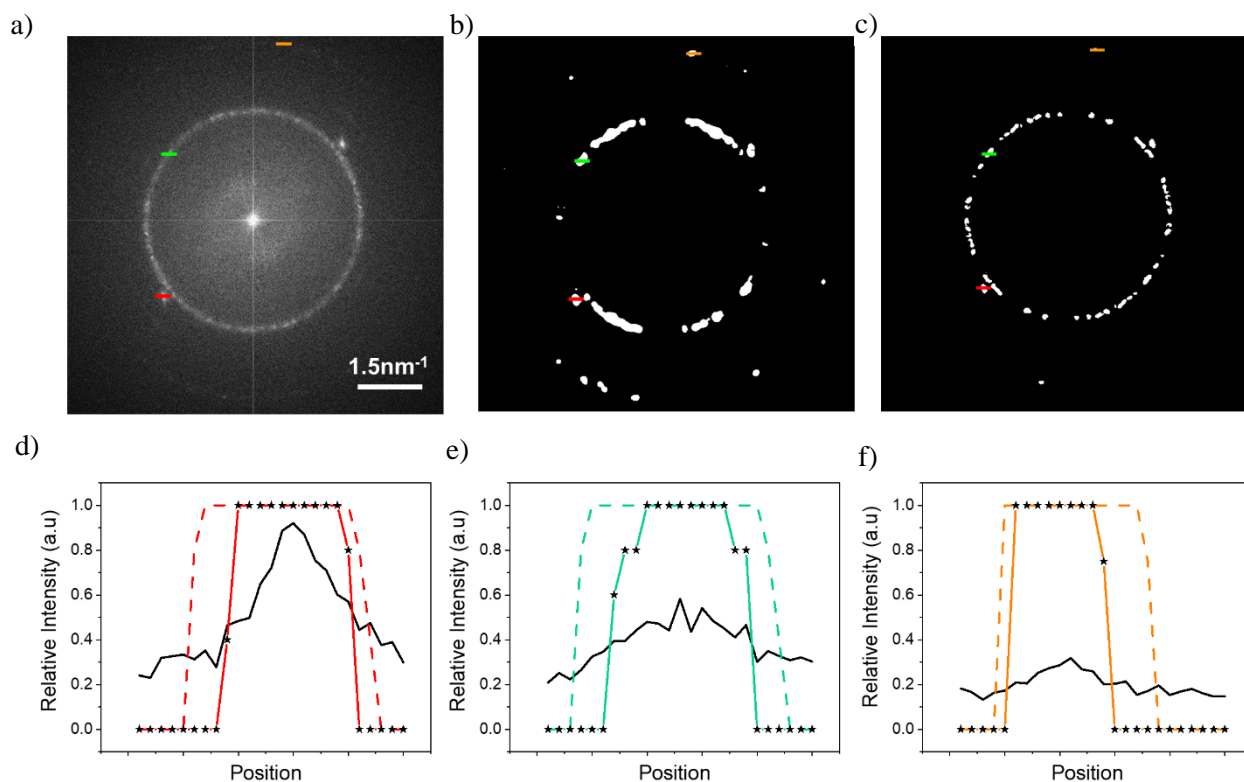 a)
b)
c)
1.5nm⁻¹
d)
e)
f)
Relative Intensity (a.u)
1.0
0.8
0.6
0.4
0.2
0.0
Position
Relative Intensity (a.u)
1.0
0.8
0.6
0.4
0.2
0.0
Position
Relative Intensity (a.u)
1.0
0.8
0.6
0.4
0.2
0.0
Position